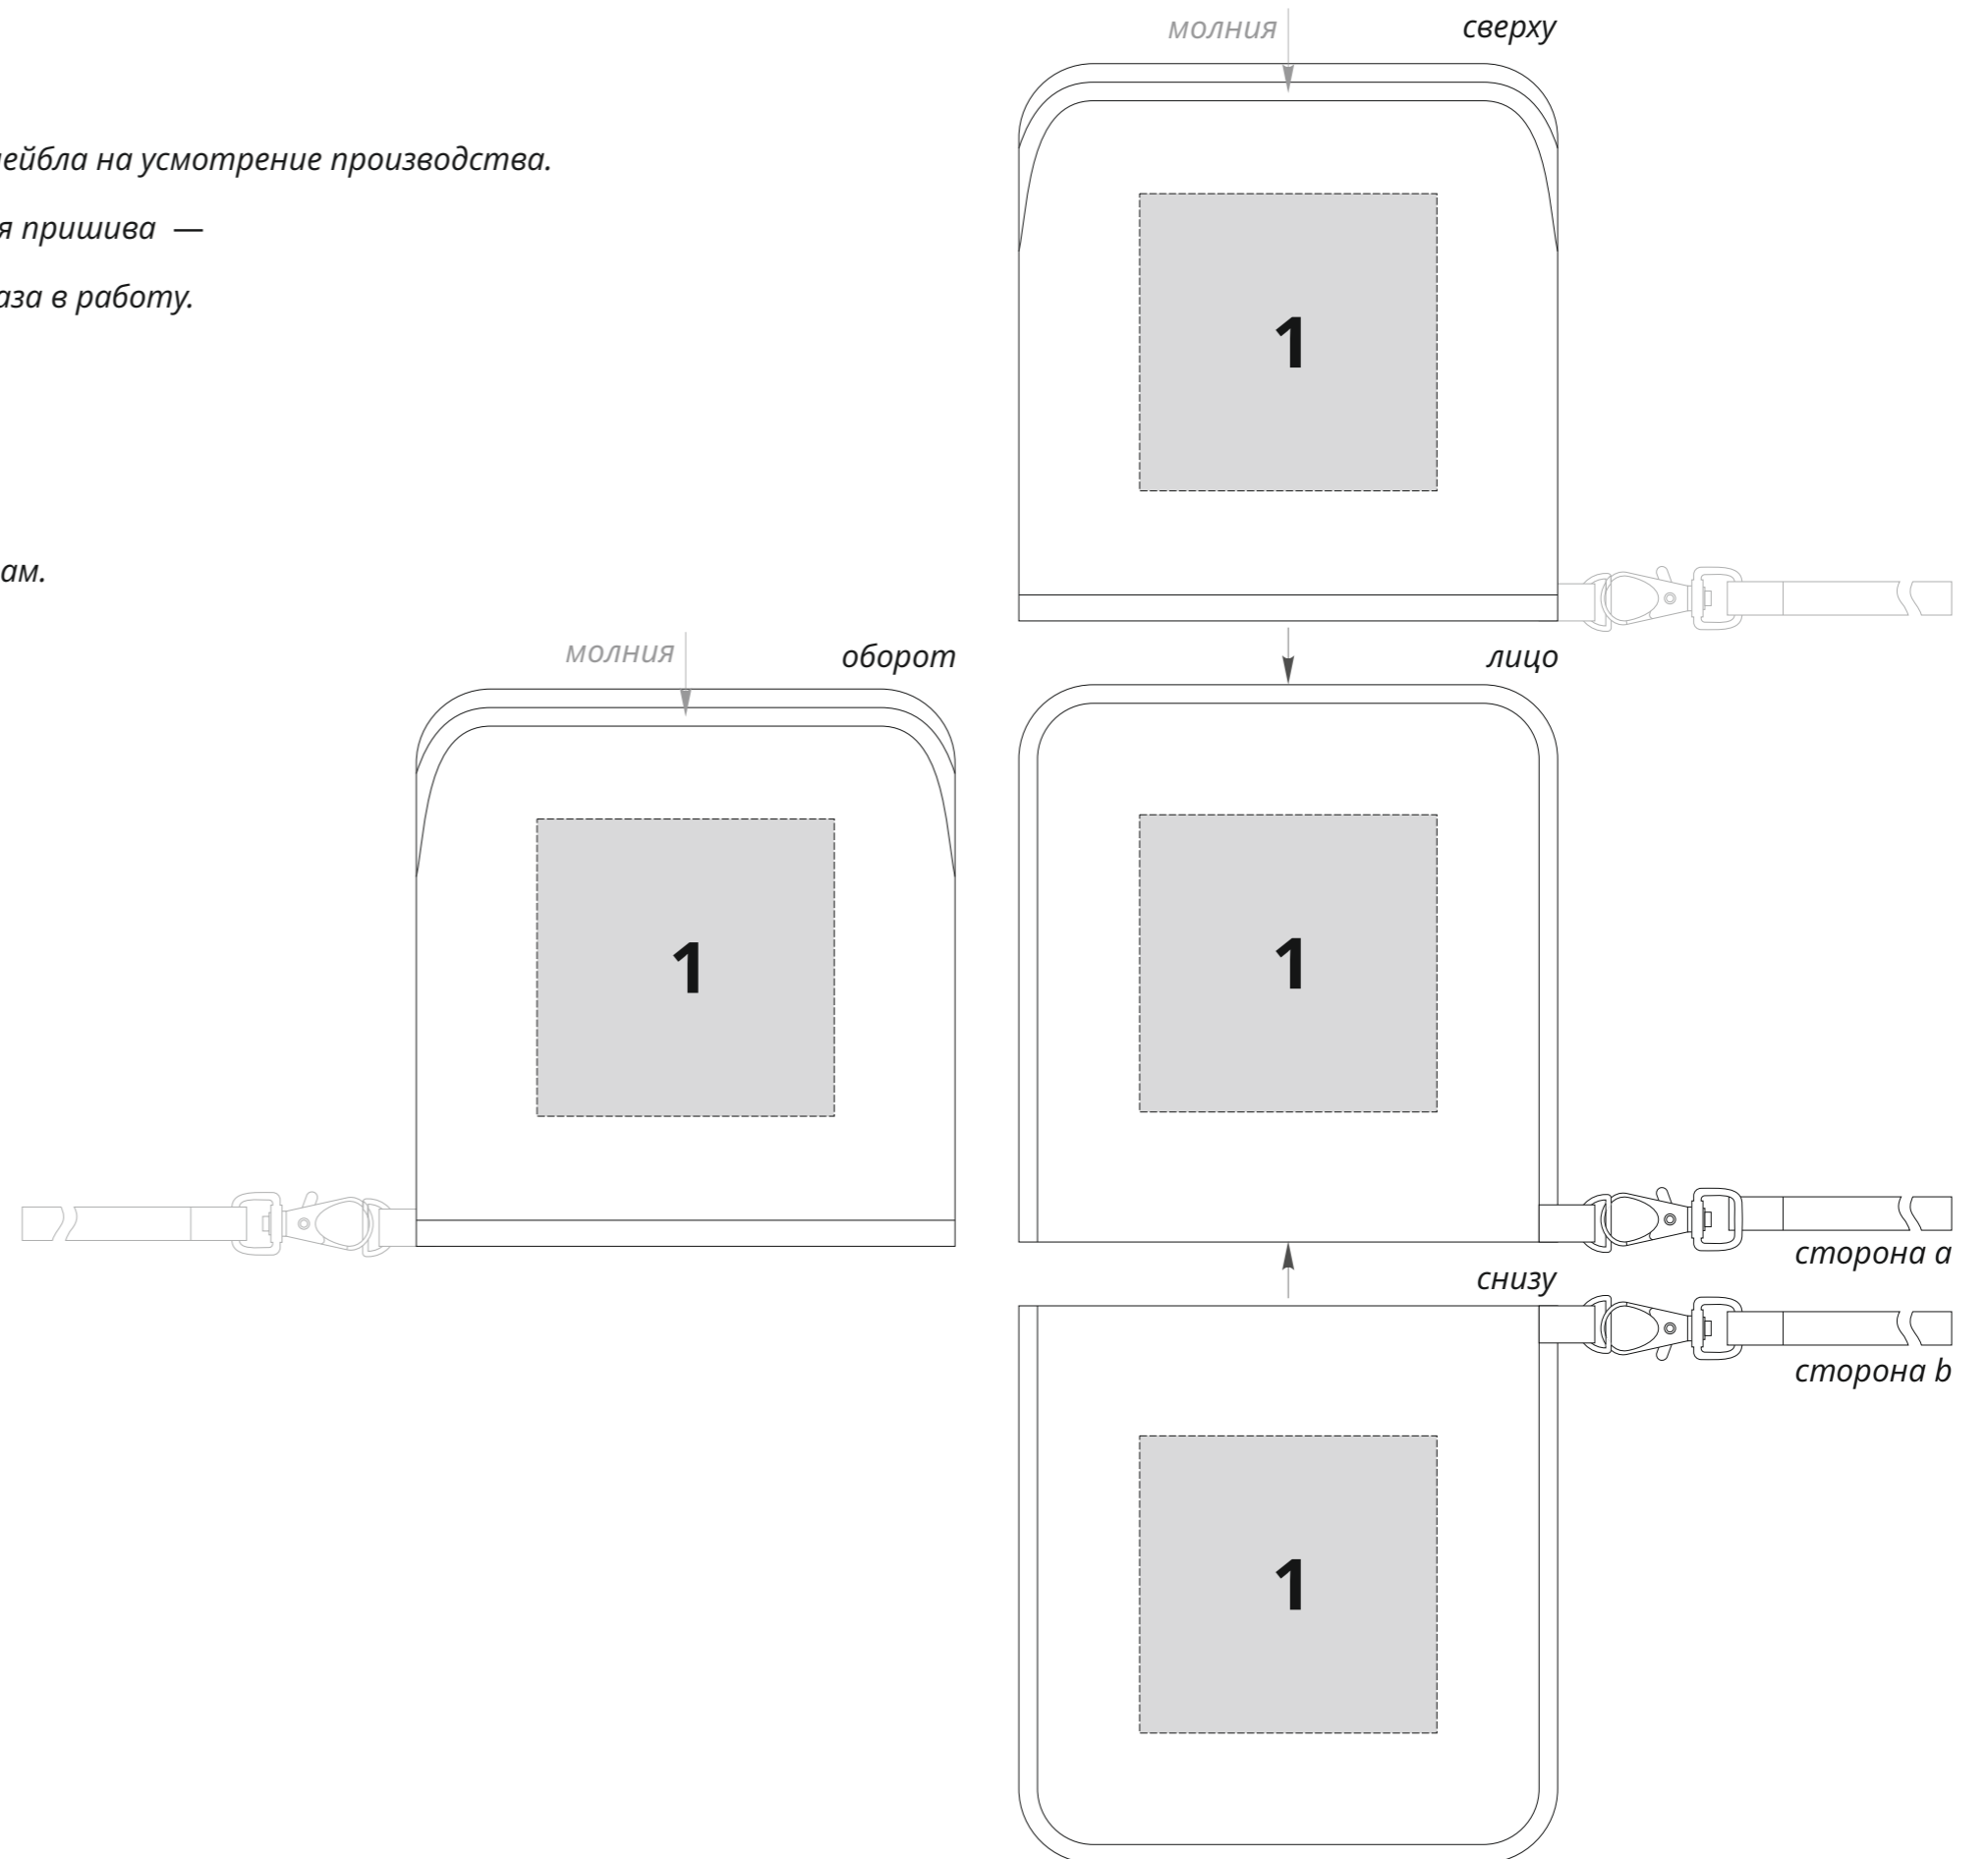 молния
сверху
лейбла на усмотрение производства.
я пришива —
аза в работу.
1
ам.
молния
оборот
лицо
1
1
сторона a
снизу
сторона b
1